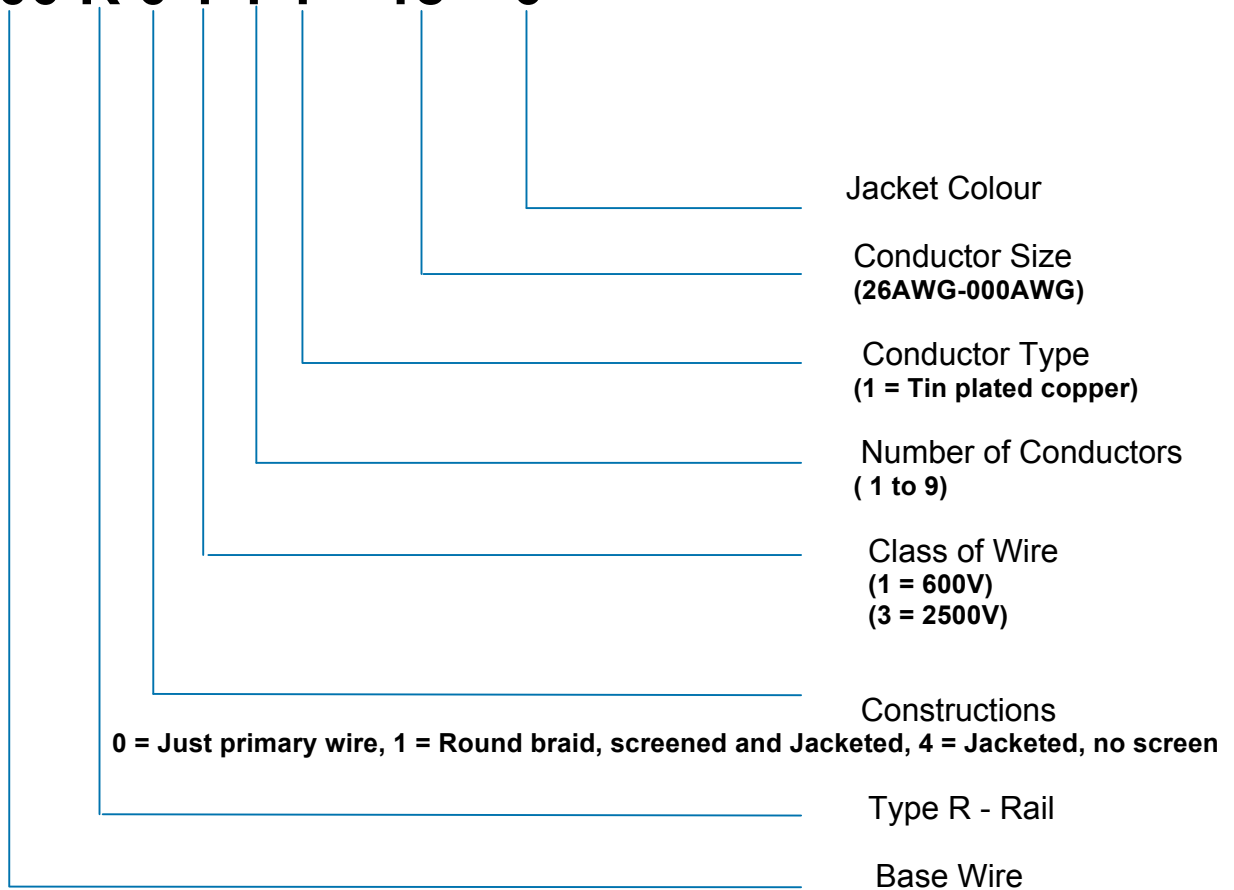 Jacket Colour
Conductor Size
(26AWG-000AWG)
Conductor Type
(1 = Tin plated copper)
Number of Conductors
( 1 to 9)
Class of Wire
(1 = 600V)
(3 = 2500V)
Constructions
0 = Just primary wire, 1 = Round braid, screened and Jacketed, 4 = Jacketed, no screen
Type R - Rail
Base Wire